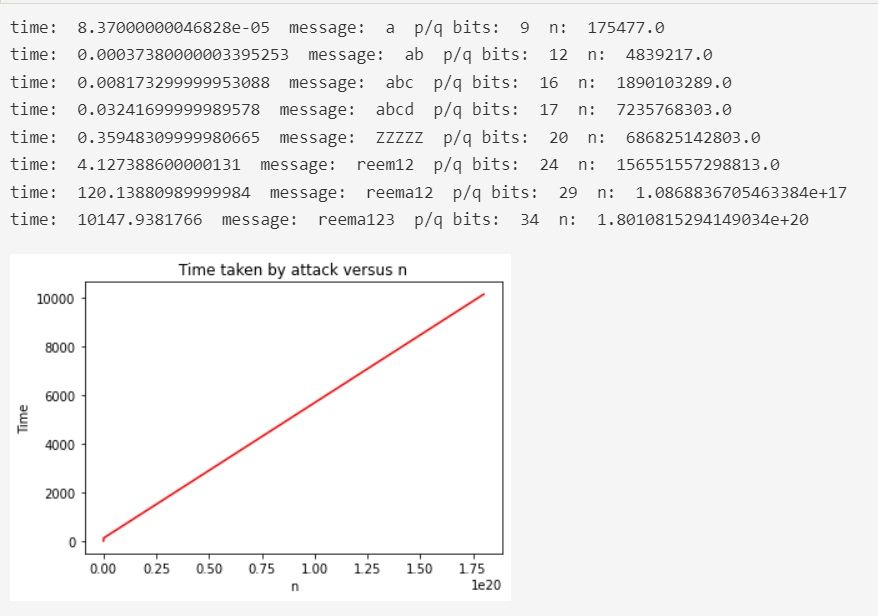 time:  8.37000000046828e-05  message:  a  p/q bits:  9  n:  175477.0
time:  0.00037380000003395253  message:  ab  p/q bits:  12  n:  4839217.0
time:  0.008173299999953088  message:  abc  p/q bits:  16  n:  1890103289.0
time:  0.03241699999989578  message:  abcd  p/q bits:  17  n:  7235768303.0
time:  0.35948309999980665  message:  ZZZZZ  p/q bits:  20  n:  686825142803.0
time:  4.127388600000131  message:  reem12  p/q bits:  24  n:  156551557298813.0
time:  120.13880989999984  message:  reema12  p/q bits:  29  n:  1.0868836705463384e+17
time:  10147.9381766  message:  reema123  p/q bits:  34  n:  1.8010815294149034e+20
Time taken by attack versus n
10000
8000
6000
4000
2000
0
Time
0.00 0.25 0.50 0.75 1.00 1.25 1.50 1.75
1e20
n